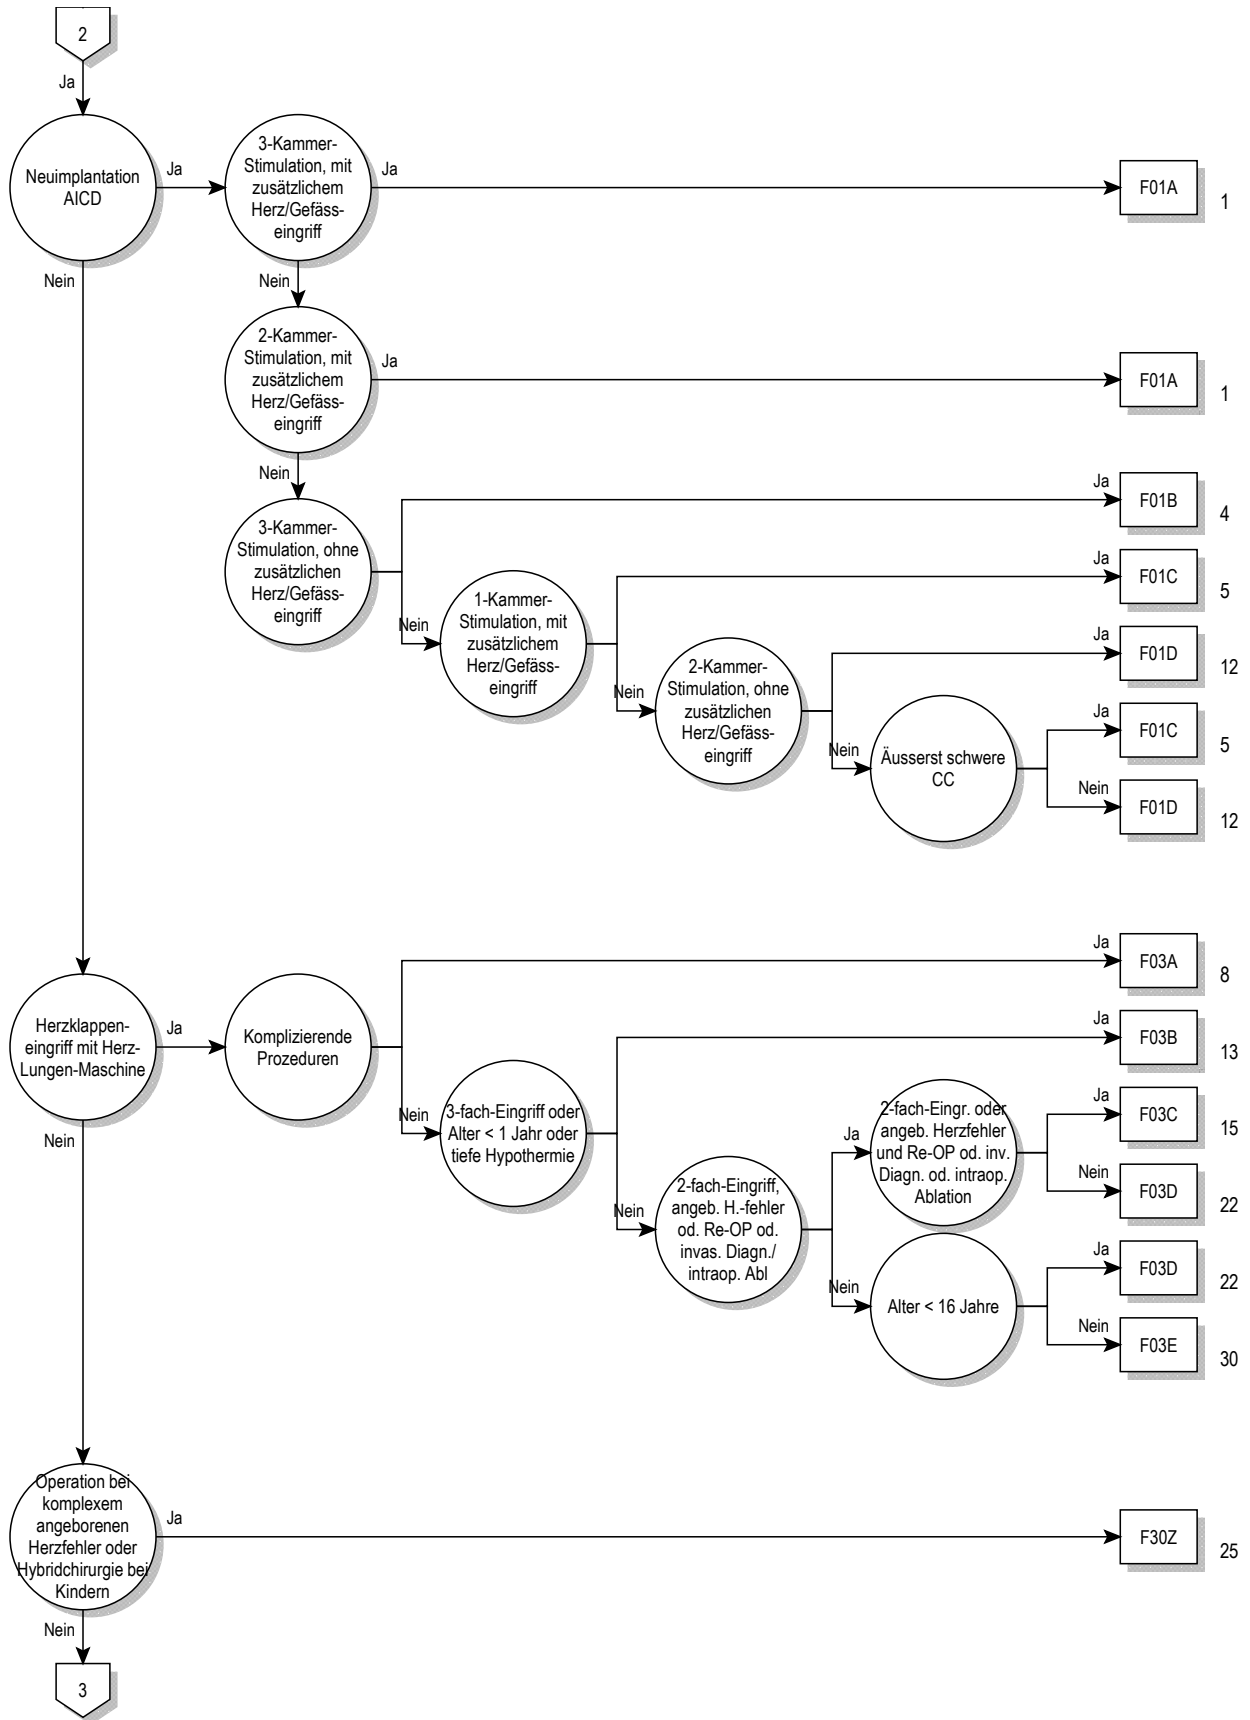 2
Ja
Neuimplantation
AICD
Ja
3-Kammer-
Stimulation, mit
zusätzlichem
Herz/Gefäss-
eingriff
Ja
F01A
1
Nein
Nein
2-Kammer-
Stimulation, mit
zusätzlichem
Herz/Gefäss-
eingriff
Ja
F01A
1
Nein
3-Kammer-
Stimulation, ohne
zusätzlichen
Herz/Gefäss-
eingriff
Ja
F01B
4
Nein
1-Kammer-
Stimulation, mit
zusätzlichem
Herz/Gefäss-
eingriff
Ja
F01C
5
Nein
2-Kammer-
Stimulation, ohne
zusätzlichen
Herz/Gefäss-
eingriff
Ja
F01D
12
Nein
Äusserst schwere
CC
Ja
F01C
5
Nein
F01D
12
Herzklappen-
eingriff mit Herz-
Lungen-Maschine
Ja
Komplizierende
Prozeduren
Ja
F03A
8
Nein
3-fach-Eingriff oder
Alter < 1 Jahr oder
tiefe Hypothermie
Ja
F03B
13
Nein
2-fach-Eingriff,
angeb. H.-fehler
od. Re-OP od.
invas. Diagn./
intraop. Abl
Ja
2-fach-Eingr. oder
angeb. Herzfehler
und Re-OP od. inv.
Diagn. od. intraop.
Ablation
Ja
F03C
15
Nein
F03D
22
Nein
Alter < 16 Jahre
Ja
F03D
22
Nein
F03E
30
Nein
Operation bei
komplexem
angeborenen
Herzfehler oder
Hybridchirurgie bei
Kindern
Ja
F30Z
25
Nein
3